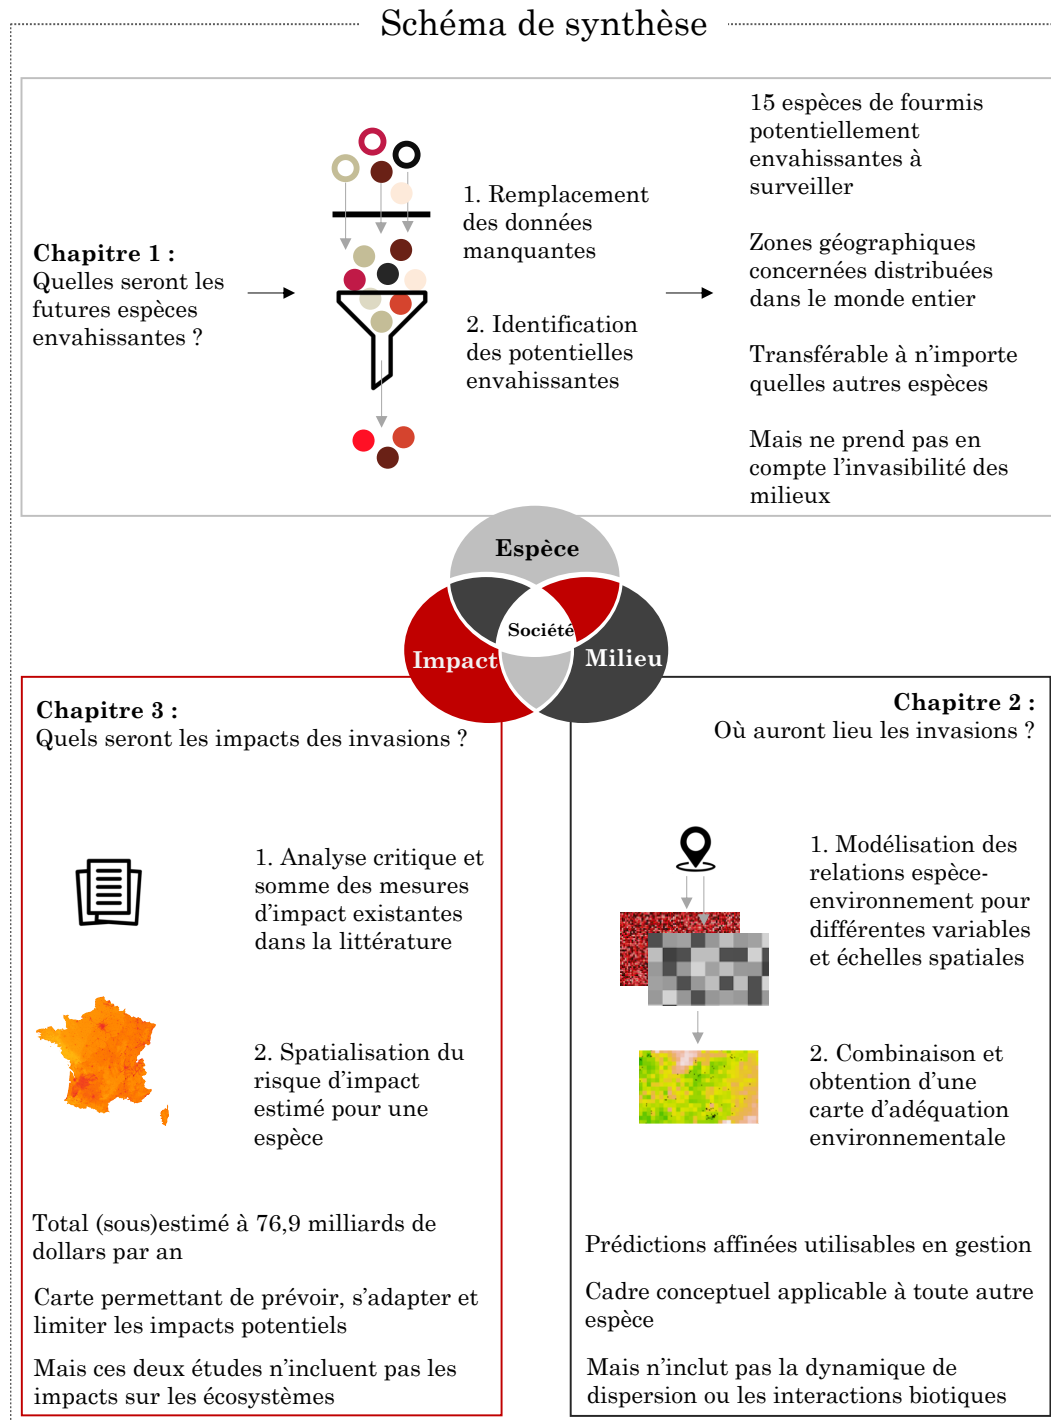 Schéma de synthèse
Chapitre 1 :
Quelles seront les
futures espèces
envahissantes ?
1. Remplacement
des données
manquantes
2. Identification
des potentielles
envahissantes
15 espèces de fourmis
potentiellement
envahissantes à
surveiller
Zones géographiques
concernées distribuées
dans le monde entier
Transférable à n’importe
quelles autres espèces
Mais ne prend pas en
compte l’invasibilité des
milieux
Espèce
Société
Impact
Milieu
Chapitre 3 :
Quels seront les impacts des invasions ?
1. Analyse critique et
somme des mesures
d’impact existantes
dans la littérature
2. Spatialisation du
risque d’impact
estimé pour une
espèce
Total (sous)estimé à 76,9 milliards de
dollars par an
Carte permettant de prévoir, s’adapter et
limiter les impacts potentiels
Mais ces deux études n’incluent pas les
impacts sur les écosystèmes
Chapitre 2 :
Où auront lieu les invasions ?
1. Modélisation des
relations espèce-
environnement pour
différentes variables
et échelles spatiales
2. Combinaison et
obtention d’une
carte d’adéquation
environnementale
Prédictions affinées utilisables en gestion
Cadre conceptuel applicable à toute autre
espèce
Mais n’inclut pas la dynamique de
dispersion ou les interactions biotiques